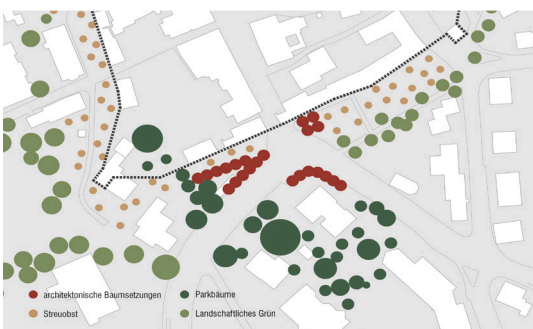 architektonische Baumsetzungen
Parkbäume
Streuobst
Landschaftliches Grün